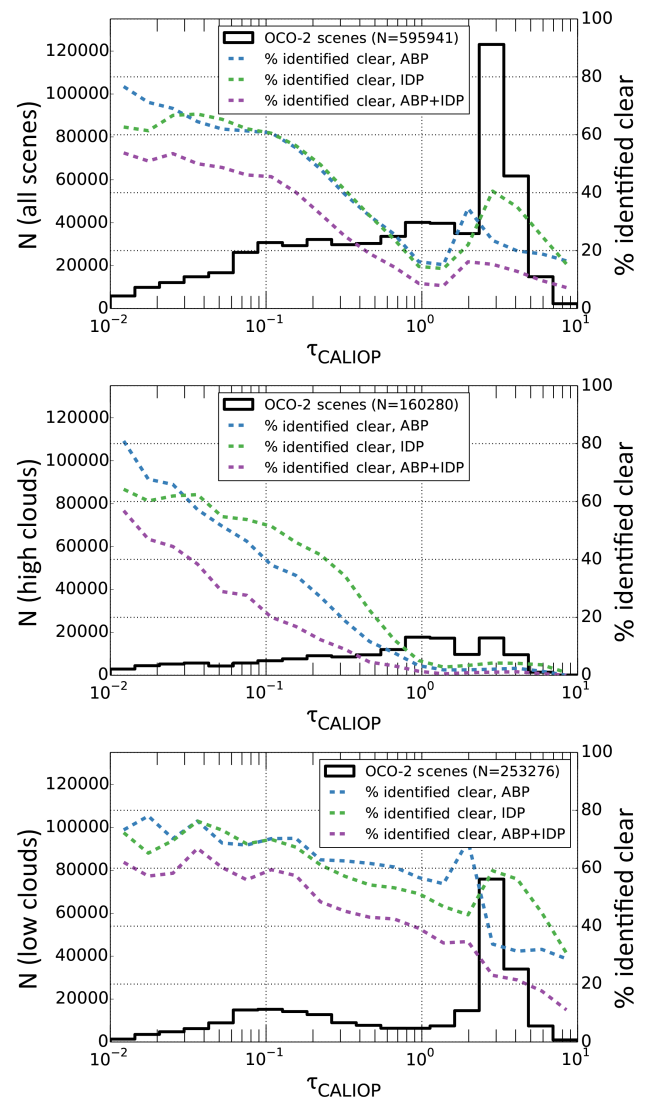 OCO-2 scenes (N=595941)
% identified clear, ABP
% identified clear, IDP
% identified clear, ABP+IDP
N (all scenes)
% identified clear
120000
100000
80000
60000
40000
20000
0
100
80
60
40
20
0
10⁻² 10⁻¹ 10⁰ 10¹
τCALIOP
OCO-2 scenes (N=160280)
% identified clear, ABP
% identified clear, IDP
% identified clear, ABP+IDP
N (high clouds)
% identified clear
120000
100000
80000
60000
40000
20000
0
100
80
60
40
20
0
10⁻² 10⁻¹ 10⁰ 10¹
τCALIOP
OCO-2 scenes (N=253276)
% identified clear, ABP
% identified clear, IDP
% identified clear, ABP+IDP
N (low clouds)
% identified clear
120000
100000
80000
60000
40000
20000
0
100
80
60
40
20
0
10⁻² 10⁻¹ 10⁰ 10¹
τCALIOP